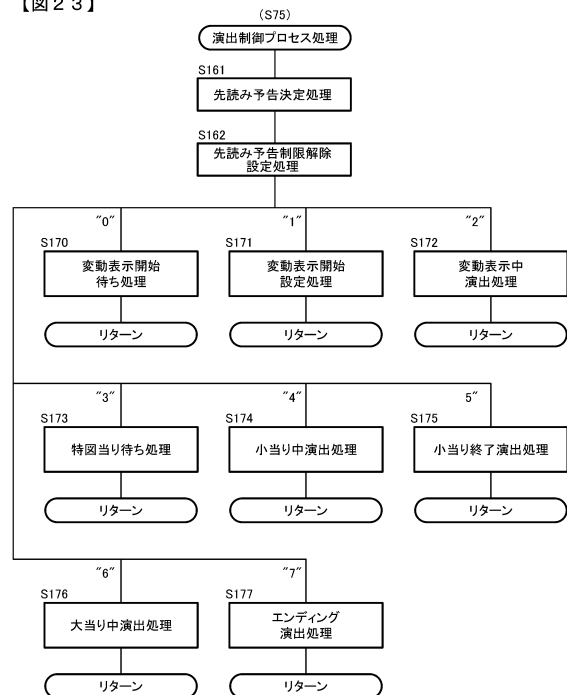 【図２３】
(S75)
演出制御プロセス処理
S161
先読み予告決定処理
S162
先読み予告制限解除
設定処理
"0"
"1"
"2"
S170
変動表示開始
待ち処理
S171
変動表示開始
設定処理
S172
変動表示中
演出処理
リターン
リターン
リターン
"3"
"4"
5"
S173
特図当り待ち処理
S174
小当り中演出処理
S175
小当り終了演出処理
リターン
リターン
リターン
"6"
"7"
S176
大当り中演出処理
S177
エンディング
演出処理
リターン
リターン